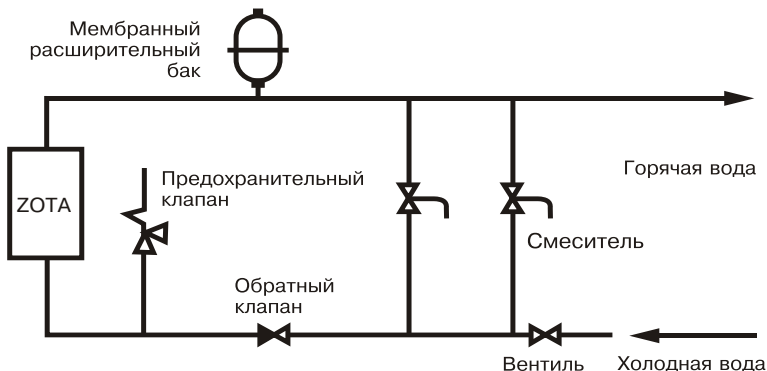 Мембранный
расширительный
бак
Горячая вода
Предохранительный
клапан
ZOTA
Смеситель
Обратный
клапан
Вентиль
Холодная вода